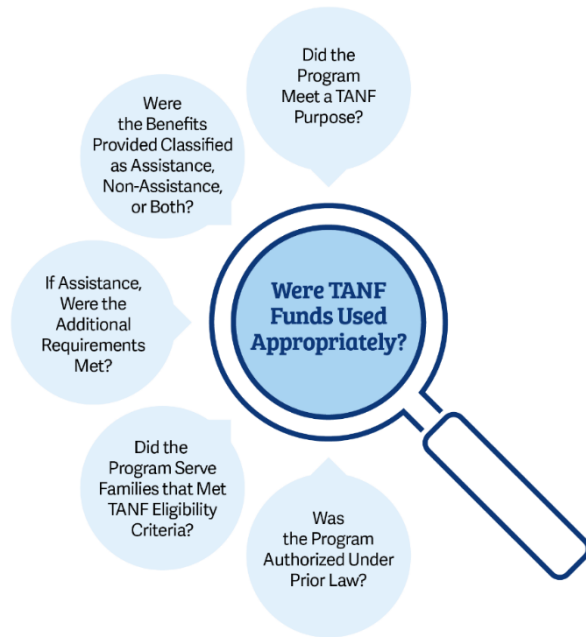 Did the
Program
Meet a TANF
Purpose?
Were
the Benefits
Provided Classified
as Assistance,
Non-Assistance,
or Both?
If Assistance,
Were the
Additional
Requirements
Met?
Did the
Program Serve
Families that Met
TANF Eligibility
Criteria?
Was
the Program
Authorized Under
Prior Law?
Were TANF
Funds Used
Appropriately?